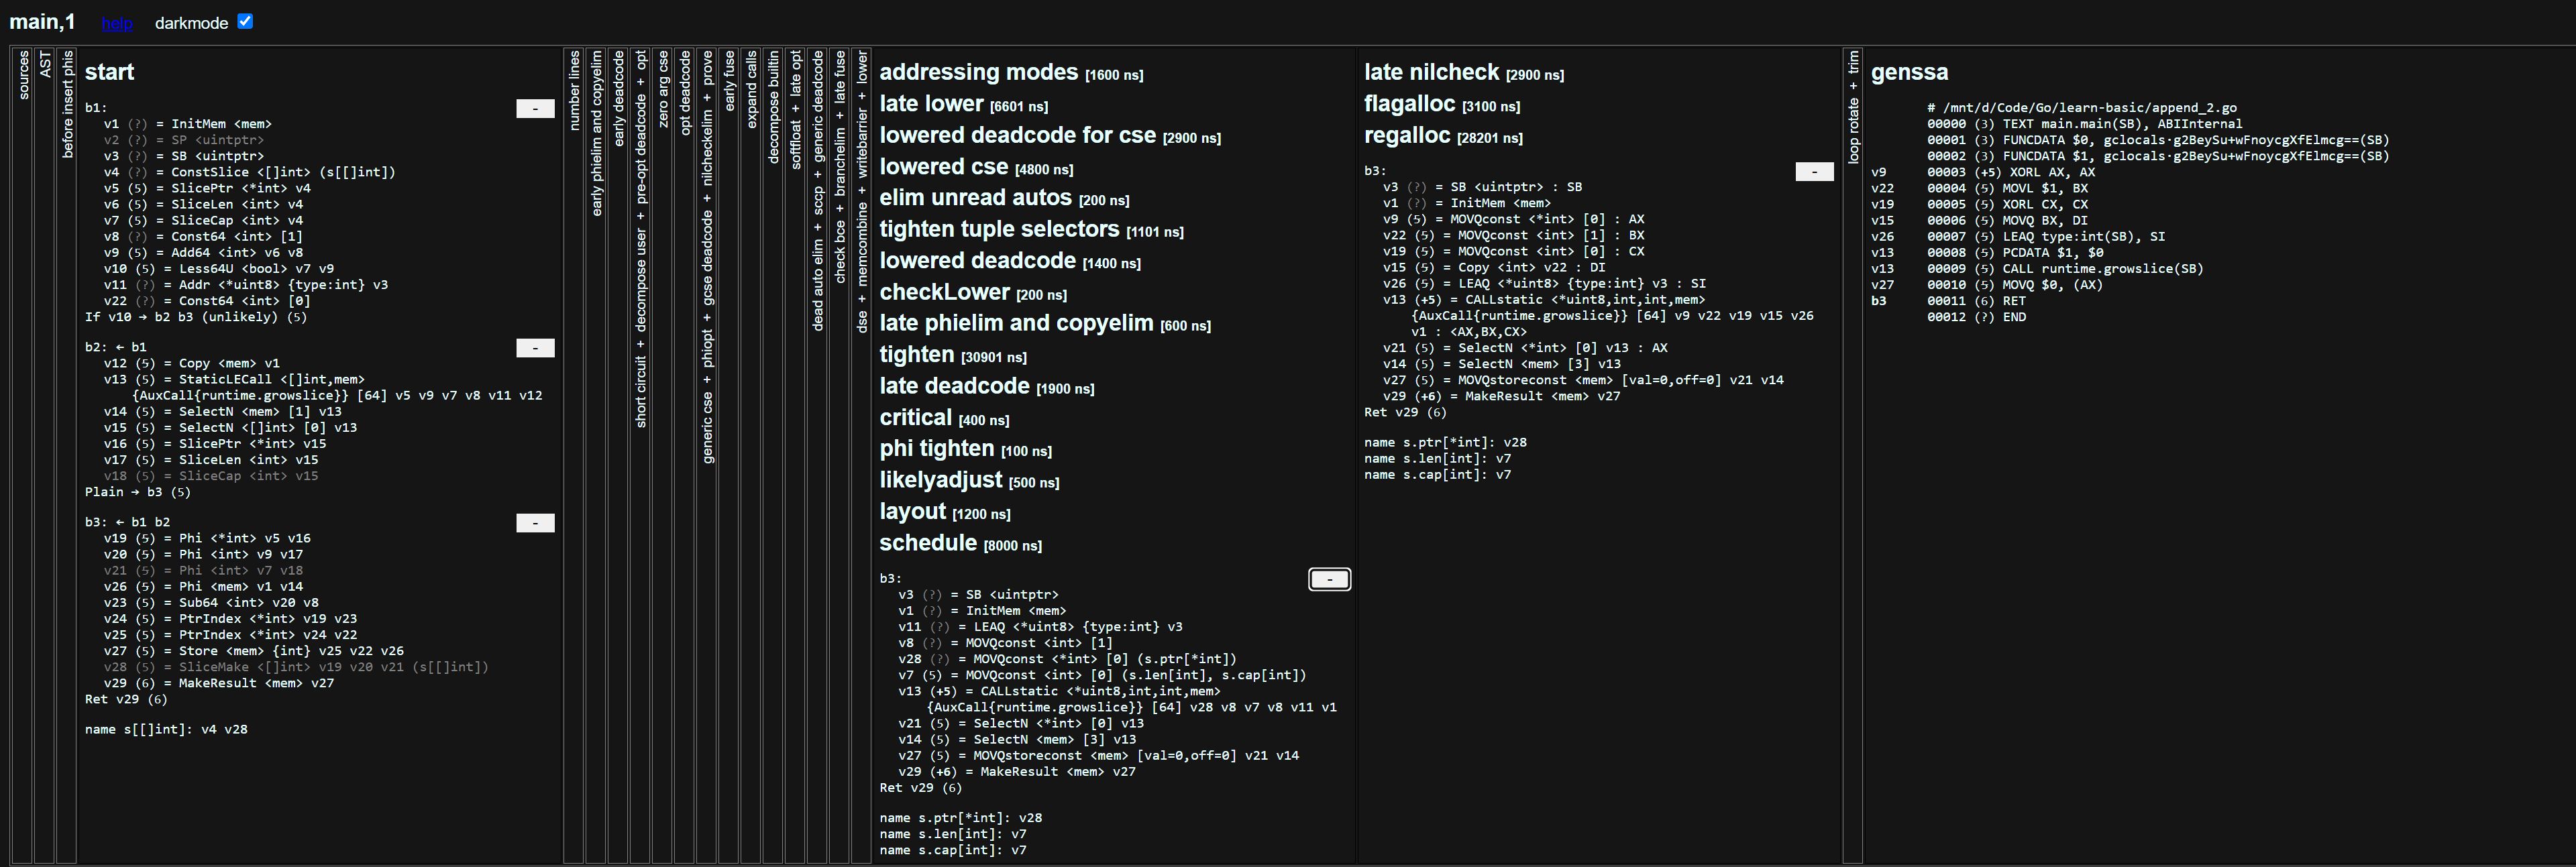 main,1 help darkmode
sources
AST
before insert phis
start
b1:
-
v1 (?) = InitMem <mem>
v2 (?) = SP <uintptr>
v3 (?) = SB <uintptr>
v4 (?) = ConstSlice <[]int> (s[[]int])
v5 (5) = SlicePtr <*int> v4
v6 (5) = SliceLen <int> v4
v7 (5) = SliceCap <int> v4
v8 (?) = Const64 <int> [1]
v9 (5) = Add64 <int> v6 v8
v10 (5) = Less64U <bool> v7 v9
v11 (?) = Addr <*uint8> {type:int} v3
v22 (?) = Const64 <int> [0]
If v10 → b2 b3 (unlikely) (5)
b2: ← b1
-
v12 (5) = Copy <mem> v1
v13 (5) = StaticLECall <[]int,mem>
{AuxCall{runtime.growslice}} [64] v5 v9 v7 v8 v11 v12
v14 (5) = SelectN <mem> [1] v13
v15 (5) = SelectN <[]int> [0] v13
v16 (5) = SlicePtr <*int> v15
v17 (5) = SliceLen <int> v15
v18 (5) = SliceCap <int> v15
Plain → b3 (5)
b3: ← b1 b2
-
v19 (5) = Phi <*int> v5 v16
v20 (5) = Phi <int> v9 v17
v21 (5) = Phi <int> v7 v18
v26 (5) = Phi <mem> v1 v14
v23 (5) = Sub64 <int> v20 v8
v24 (5) = PtrIndex <*int> v19 v23
v25 (5) = PtrIndex <*int> v24 v22
v27 (5) = Store <mem> {int} v25 v22 v26
v28 (5) = SliceMake <[]int> v19 v20 v21 (s[[]int])
v29 (6) = MakeResult <mem> v27
Ret v29 (6)
name s[[]int]: v4 v28
number lines
early phielim and copyelim
early deadcode
short circuit + decompose user + pre-opt deadcode + opt
zero arg cse
opt deadcode
generic cse + phiopt + gcse deadcode + nilcheckelim + prove
early fuse
expand calls
decompose builtin
softfloat + late opt
dead auto elim + sccp + generic deadcode
check bce + branchelim + late fuse
dse + memcombine + writebarrier + lower
addressing modes [1600 ns]
late lower [6601 ns]
lowered deadcode for cse [2900 ns]
lowered cse [4800 ns]
elim unread autos [200 ns]
tighten tuple selectors [1101 ns]
lowered deadcode [1400 ns]
checkLower [200 ns]
late phielim and copyelim [600 ns]
tighten [30901 ns]
late deadcode [1900 ns]
critical [400 ns]
phi tighten [100 ns]
likelyadjust [500 ns]
layout [1200 ns]
schedule [8000 ns]
b3:
-
v3 (?) = SB <uintptr>
v1 (?) = InitMem <mem>
v11 (?) = LEAQ <*uint8> {type:int} v3
v8 (?) = MOVQconst <int> [1]
v28 (?) = MOVQconst <*int> [0] (s.ptr[*int])
v7 (5) = MOVQconst <int> [0] (s.len[int], s.cap[int])
v13 (+5) = CALLstatic <*uint8,int,int,mem>
{AuxCall{runtime.growslice}} [64] v28 v8 v7 v8 v11 v1
v21 (5) = SelectN <*int> [0] v13
v14 (5) = SelectN <mem> [3] v13
v27 (5) = MOVQstoreconst <mem> [val=0,off=0] v21 v14
v29 (+6) = MakeResult <mem> v27
Ret v29 (6)
name s.ptr[*int]: v28
name s.len[int]: v7
name s.cap[int]: v7
late nilcheck [2900 ns]
flagalloc [3100 ns]
regalloc [28201 ns]
b3:
-
v3 (?) = SB <uintptr> : SB
v1 (?) = InitMem <mem>
v9 (5) = MOVQconst <*int> [0] : AX
v22 (5) = MOVQconst <int> [1] : BX
v19 (5) = MOVQconst <int> [0] : CX
v15 (5) = Copy <int> v22 : DI
v26 (5) = LEAQ <*uint8> {type:int} v3 : SI
v13 (+5) = CALLstatic <*uint8,int,int,mem>
{AuxCall{runtime.growslice}} [64] v9 v22 v19 v15 v26
v1 : <AX,BX,CX>
v21 (5) = SelectN <*int> [0] v13 : AX
v14 (5) = SelectN <mem> [3] v13
v27 (5) = MOVQstoreconst <mem> [val=0,off=0] v21 v14
v29 (+6) = MakeResult <mem> v27
Ret v29 (6)
name s.ptr[*int]: v28
name s.len[int]: v7
name s.cap[int]: v7
loop rotate + trim
genssa
# /mnt/d/Code/Go/learn-basic/append_2.go
00000 (3) TEXT main.main(SB), ABIInternal
00001 (3) FUNCDATA $0, gclocals·g2BeySu+wFnoycgXfElmcg==(SB)
00002 (3) FUNCDATA $1, gclocals·g2BeySu+wFnoycgXfElmcg==(SB)
v9 00003 (+5) XORL AX, AX
v22 00004 (5) MOVL $1, BX
v19 00005 (5) XORL CX, CX
v15 00006 (5) MOVQ BX, DI
v26 00007 (5) LEAQ type:int(SB), SI
v13 00008 (5) PCDATA $1, $0
v13 00009 (5) CALL runtime.growslice(SB)
v27 00010 (5) MOVQ $0, (AX)
b3 00011 (6) RET
00012 (?) END